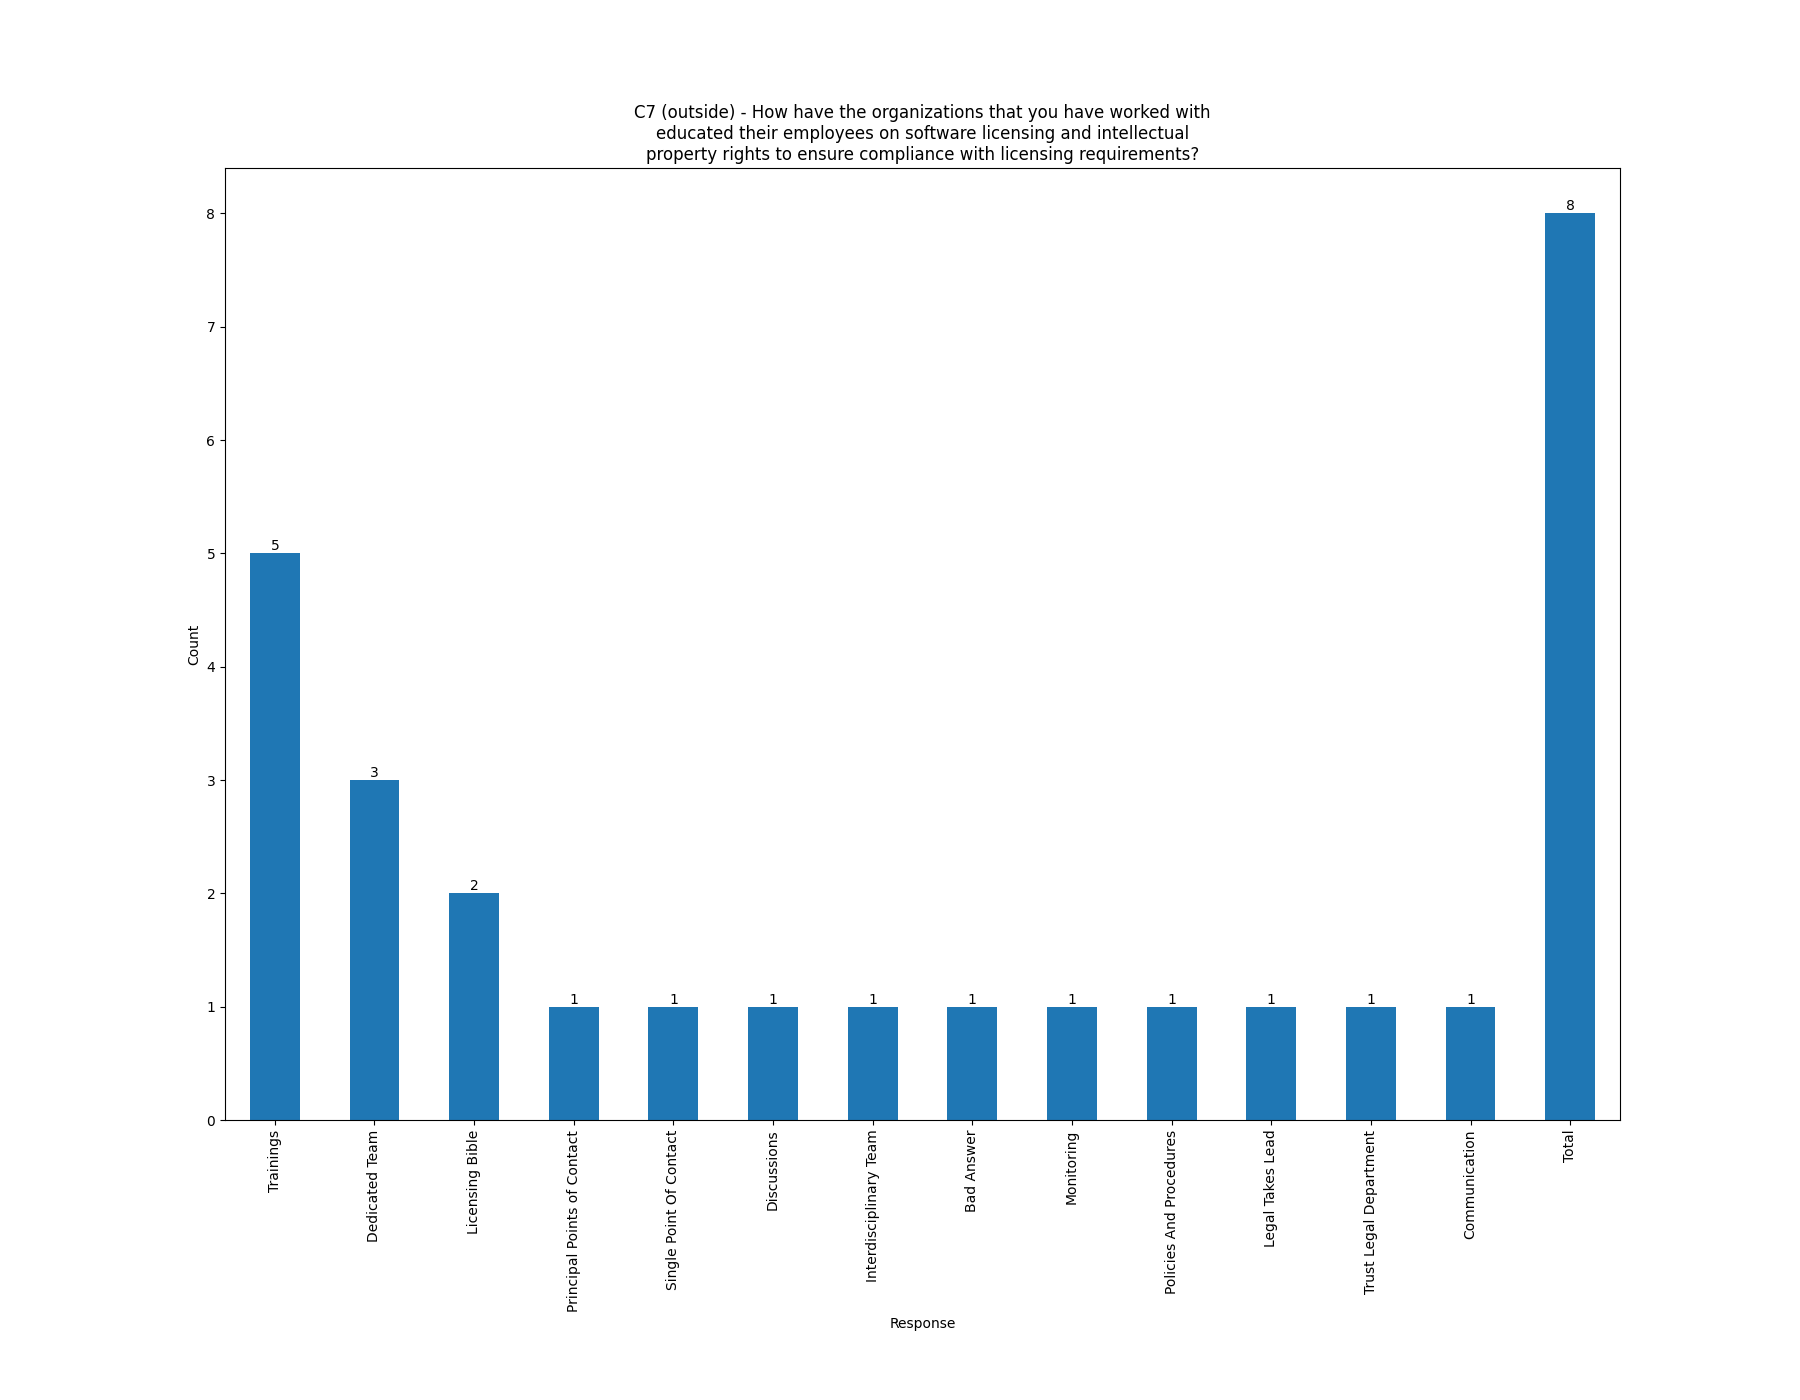 C7 (outside) - How have the organizations that you have worked with
educated their employees on software licensing and intellectual
property rights to ensure compliance with licensing requirements?
Count
8
7
6
5
4
3
2
1
0
5
3
2
1
1
1
1
1
1
1
1
1
1
8
Trainings
Dedicated Team
Licensing Bible
Principal Points of Contact
Single Point Of Contact
Discussions
Interdisciplinary Team
Bad Answer
Monitoring
Policies And Procedures
Legal Takes Lead
Trust Legal Department
Communication
Total
Response